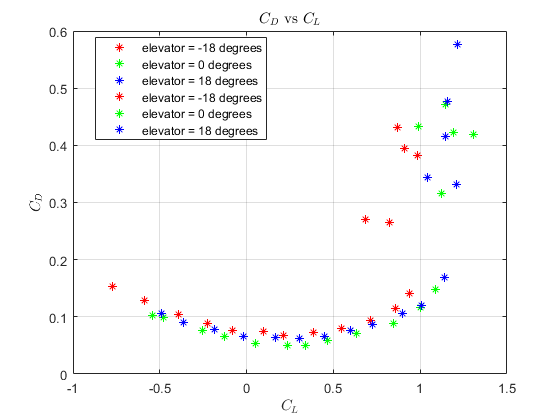 C_D vs C_L
0.6
elevator = -18 degrees
elevator = 0 degrees
elevator = 18 degrees
elevator = -18 degrees
elevator = 0 degrees
elevator = 18 degrees
0.5
0.4
0.3
C_D
0.2
0.1
0
-1 -0.5 0 0.5 1 1.5
C_L